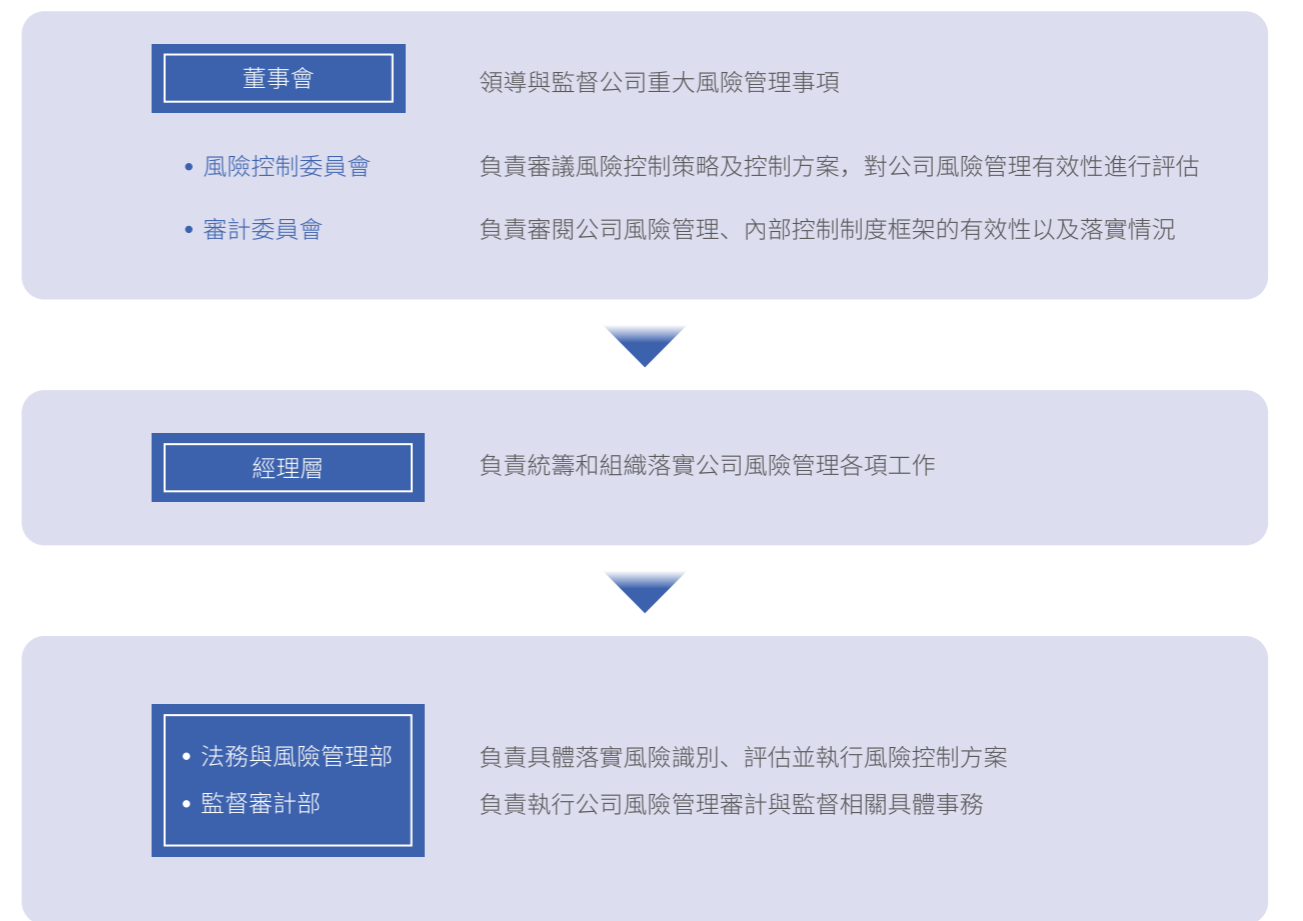 董事會
領導與監督公司重大風險管理事項
• 風險控制委員會
負責審議風險控制策略及控制方案，對公司風險管理有效性進行評估
• 審計委員會
負責審閱公司風險管理、內部控制制度框架的有效性以及落實情況
經理層
負責統籌和組織落實公司風險管理各項工作
• 法務與風險管理部
負責具體落實風險識別、評估並執行風險控制方案
• 監督審計部
負責執行公司風險管理審計與監督相關具體事務